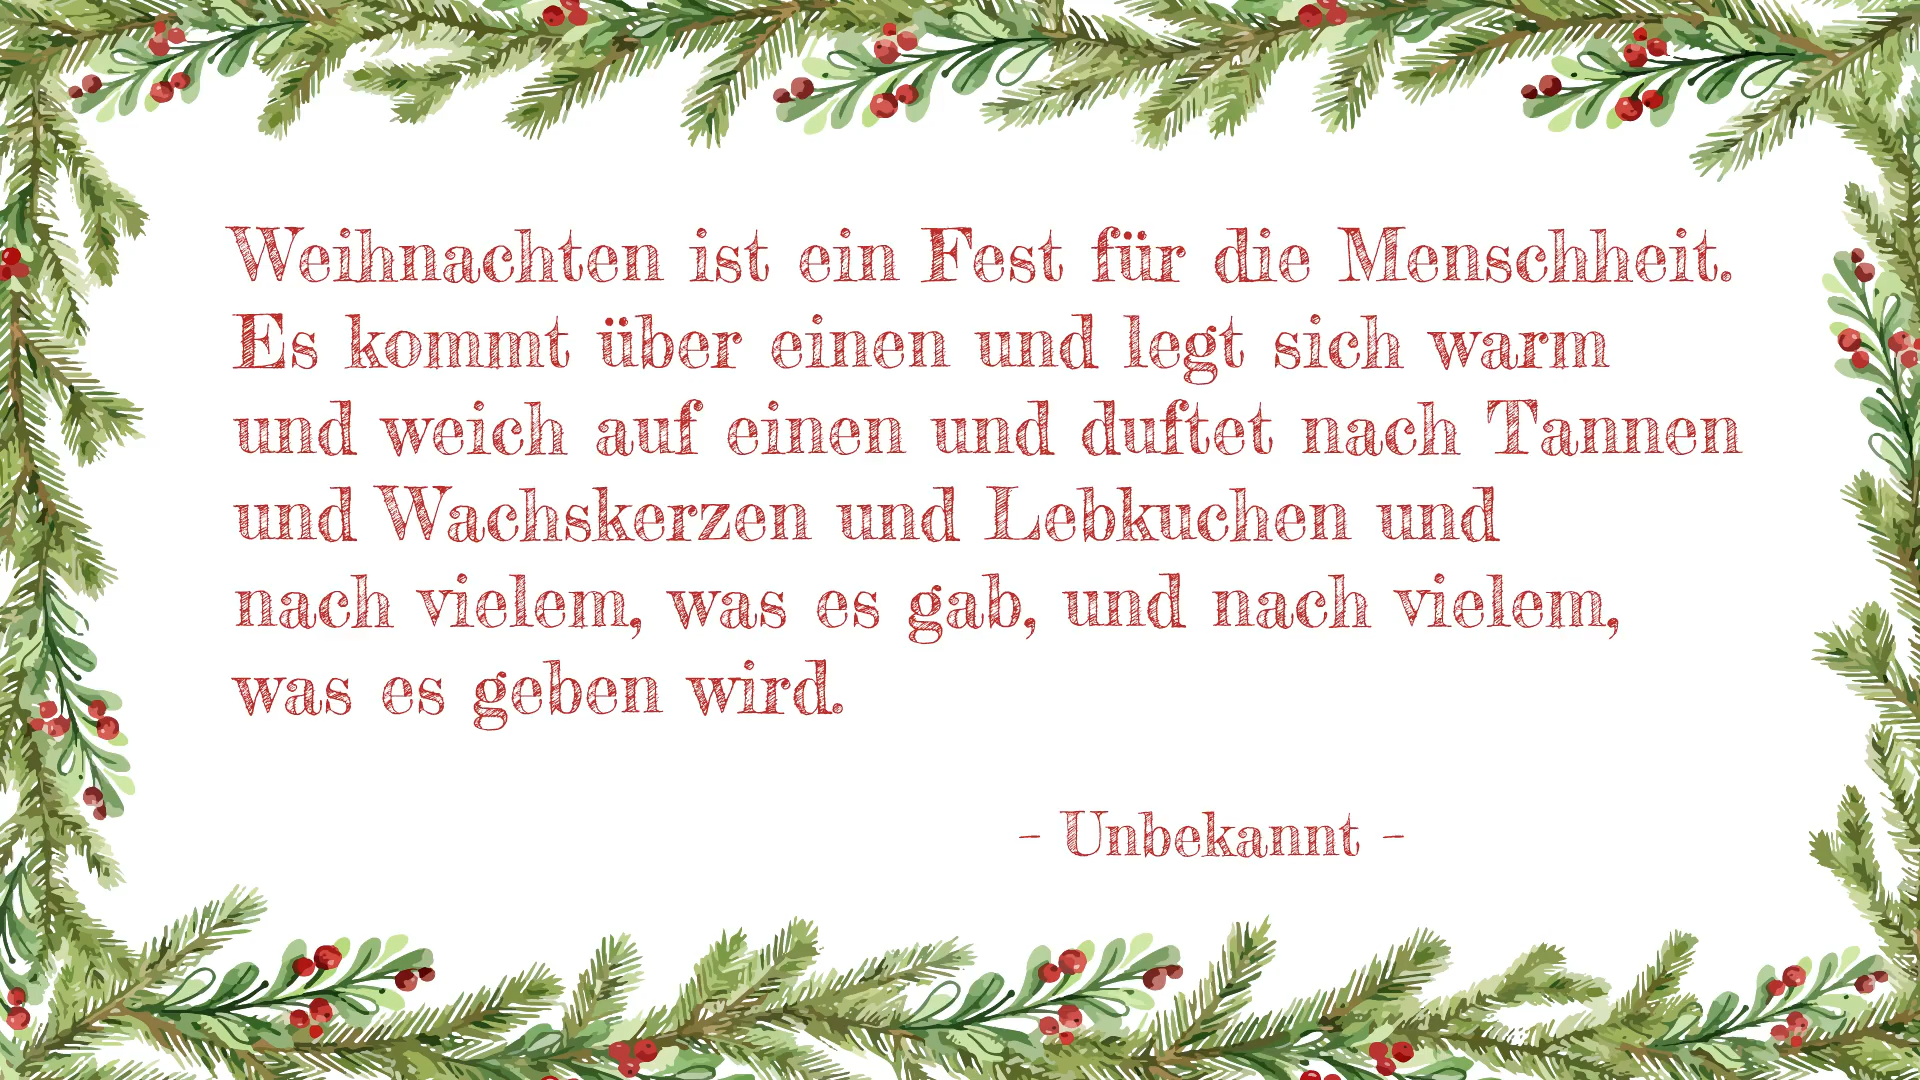 Weihnachten ist ein Fest für die Menschheit.
Es kommt über einen und legt sich warm
und weich auf einen und duftet nach Tannen
und Wachskerzen und Lebkuchen und
nach vielem, was es gab, und nach vielem,
was es geben wird.
- Unbekannt -